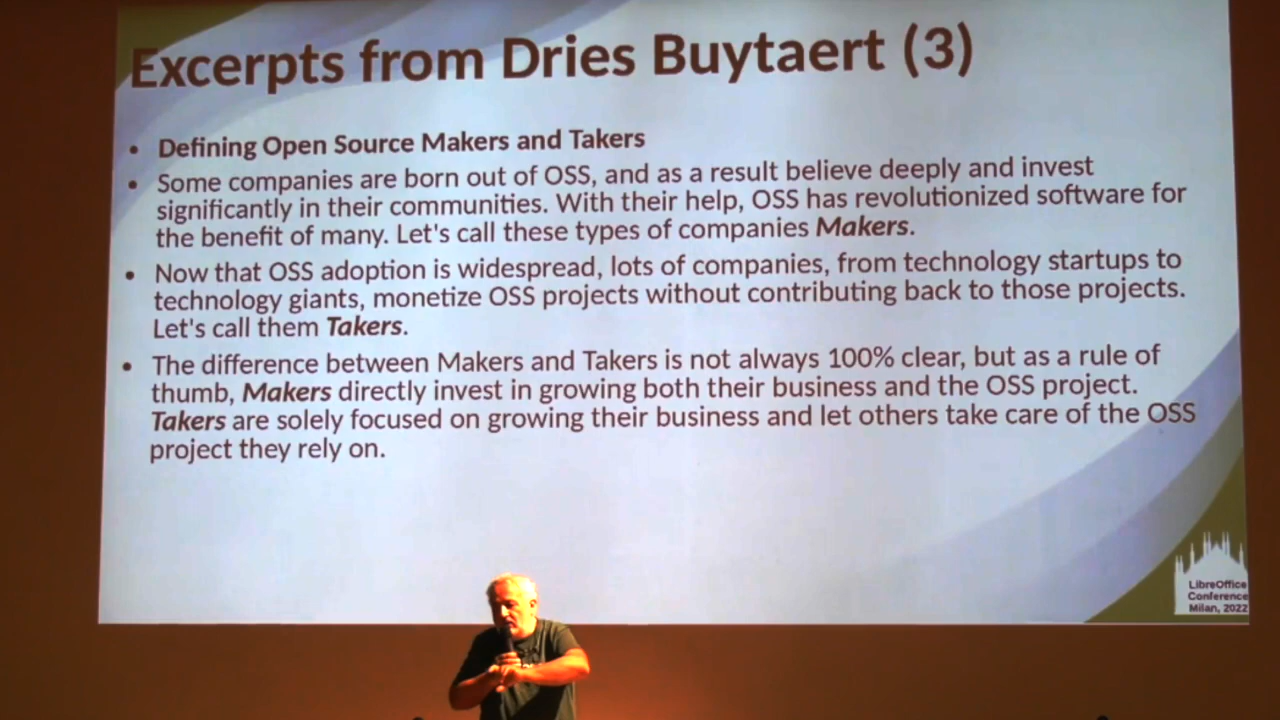 Excerpts from Dries Buytaert (3)
• Defining Open Source Makers and Takers
• Some companies are born out of OSS, and as a result believe deeply and invest
significantly in their communities. With their help, OSS has revolutionized software for
the benefit of many. Let's call these types of companies Makers.
• Now that OSS adoption is widespread, lots of companies, from technology startups to
technology giants, monetize OSS projects without contributing back to those projects.
Let's call them Takers.
• The difference between Makers and Takers is not always 100% clear, but as a rule of
thumb, Makers directly invest in growing both their business and the OSS project.
Takers are solely focused on growing their business and let others take care of the OSS
project they rely on.
LibreOffice
Conference
Milan, 2022